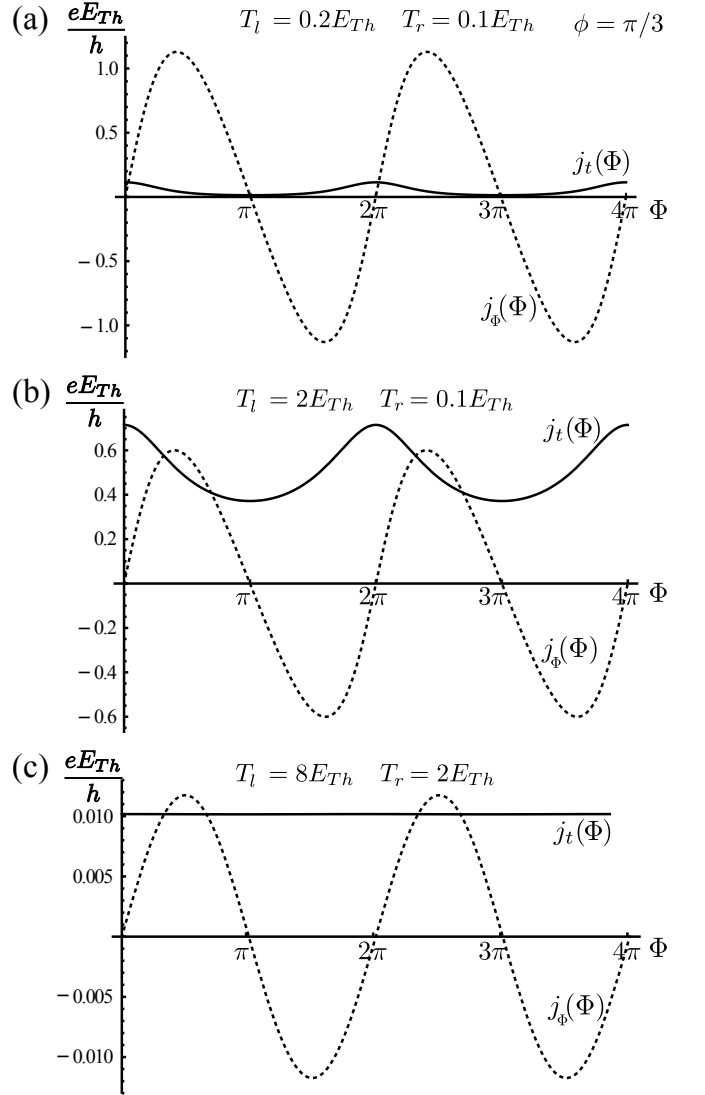 (a) eE_Th/h T_l = 0.2E_Th T_r = 0.1E_Th ϕ = π/3
1.0
0.5
j_t(Φ)
π 2π 3π 4π Φ
−0.5
j_Φ(Φ)
−1.0
(b) eE_Th/h T_l = 2E_Th T_r = 0.1E_Th
j_t(Φ)
0.6
0.4
0.2
π 2π 3π 4π Φ
−0.2
j_Φ(Φ)
−0.4
−0.6
(c) eE_Th/h T_l = 8E_Th T_r = 2E_Th
0.010
j_t(Φ)
0.005
π 2π 3π 4π Φ
−0.005
j_Φ(Φ)
−0.010